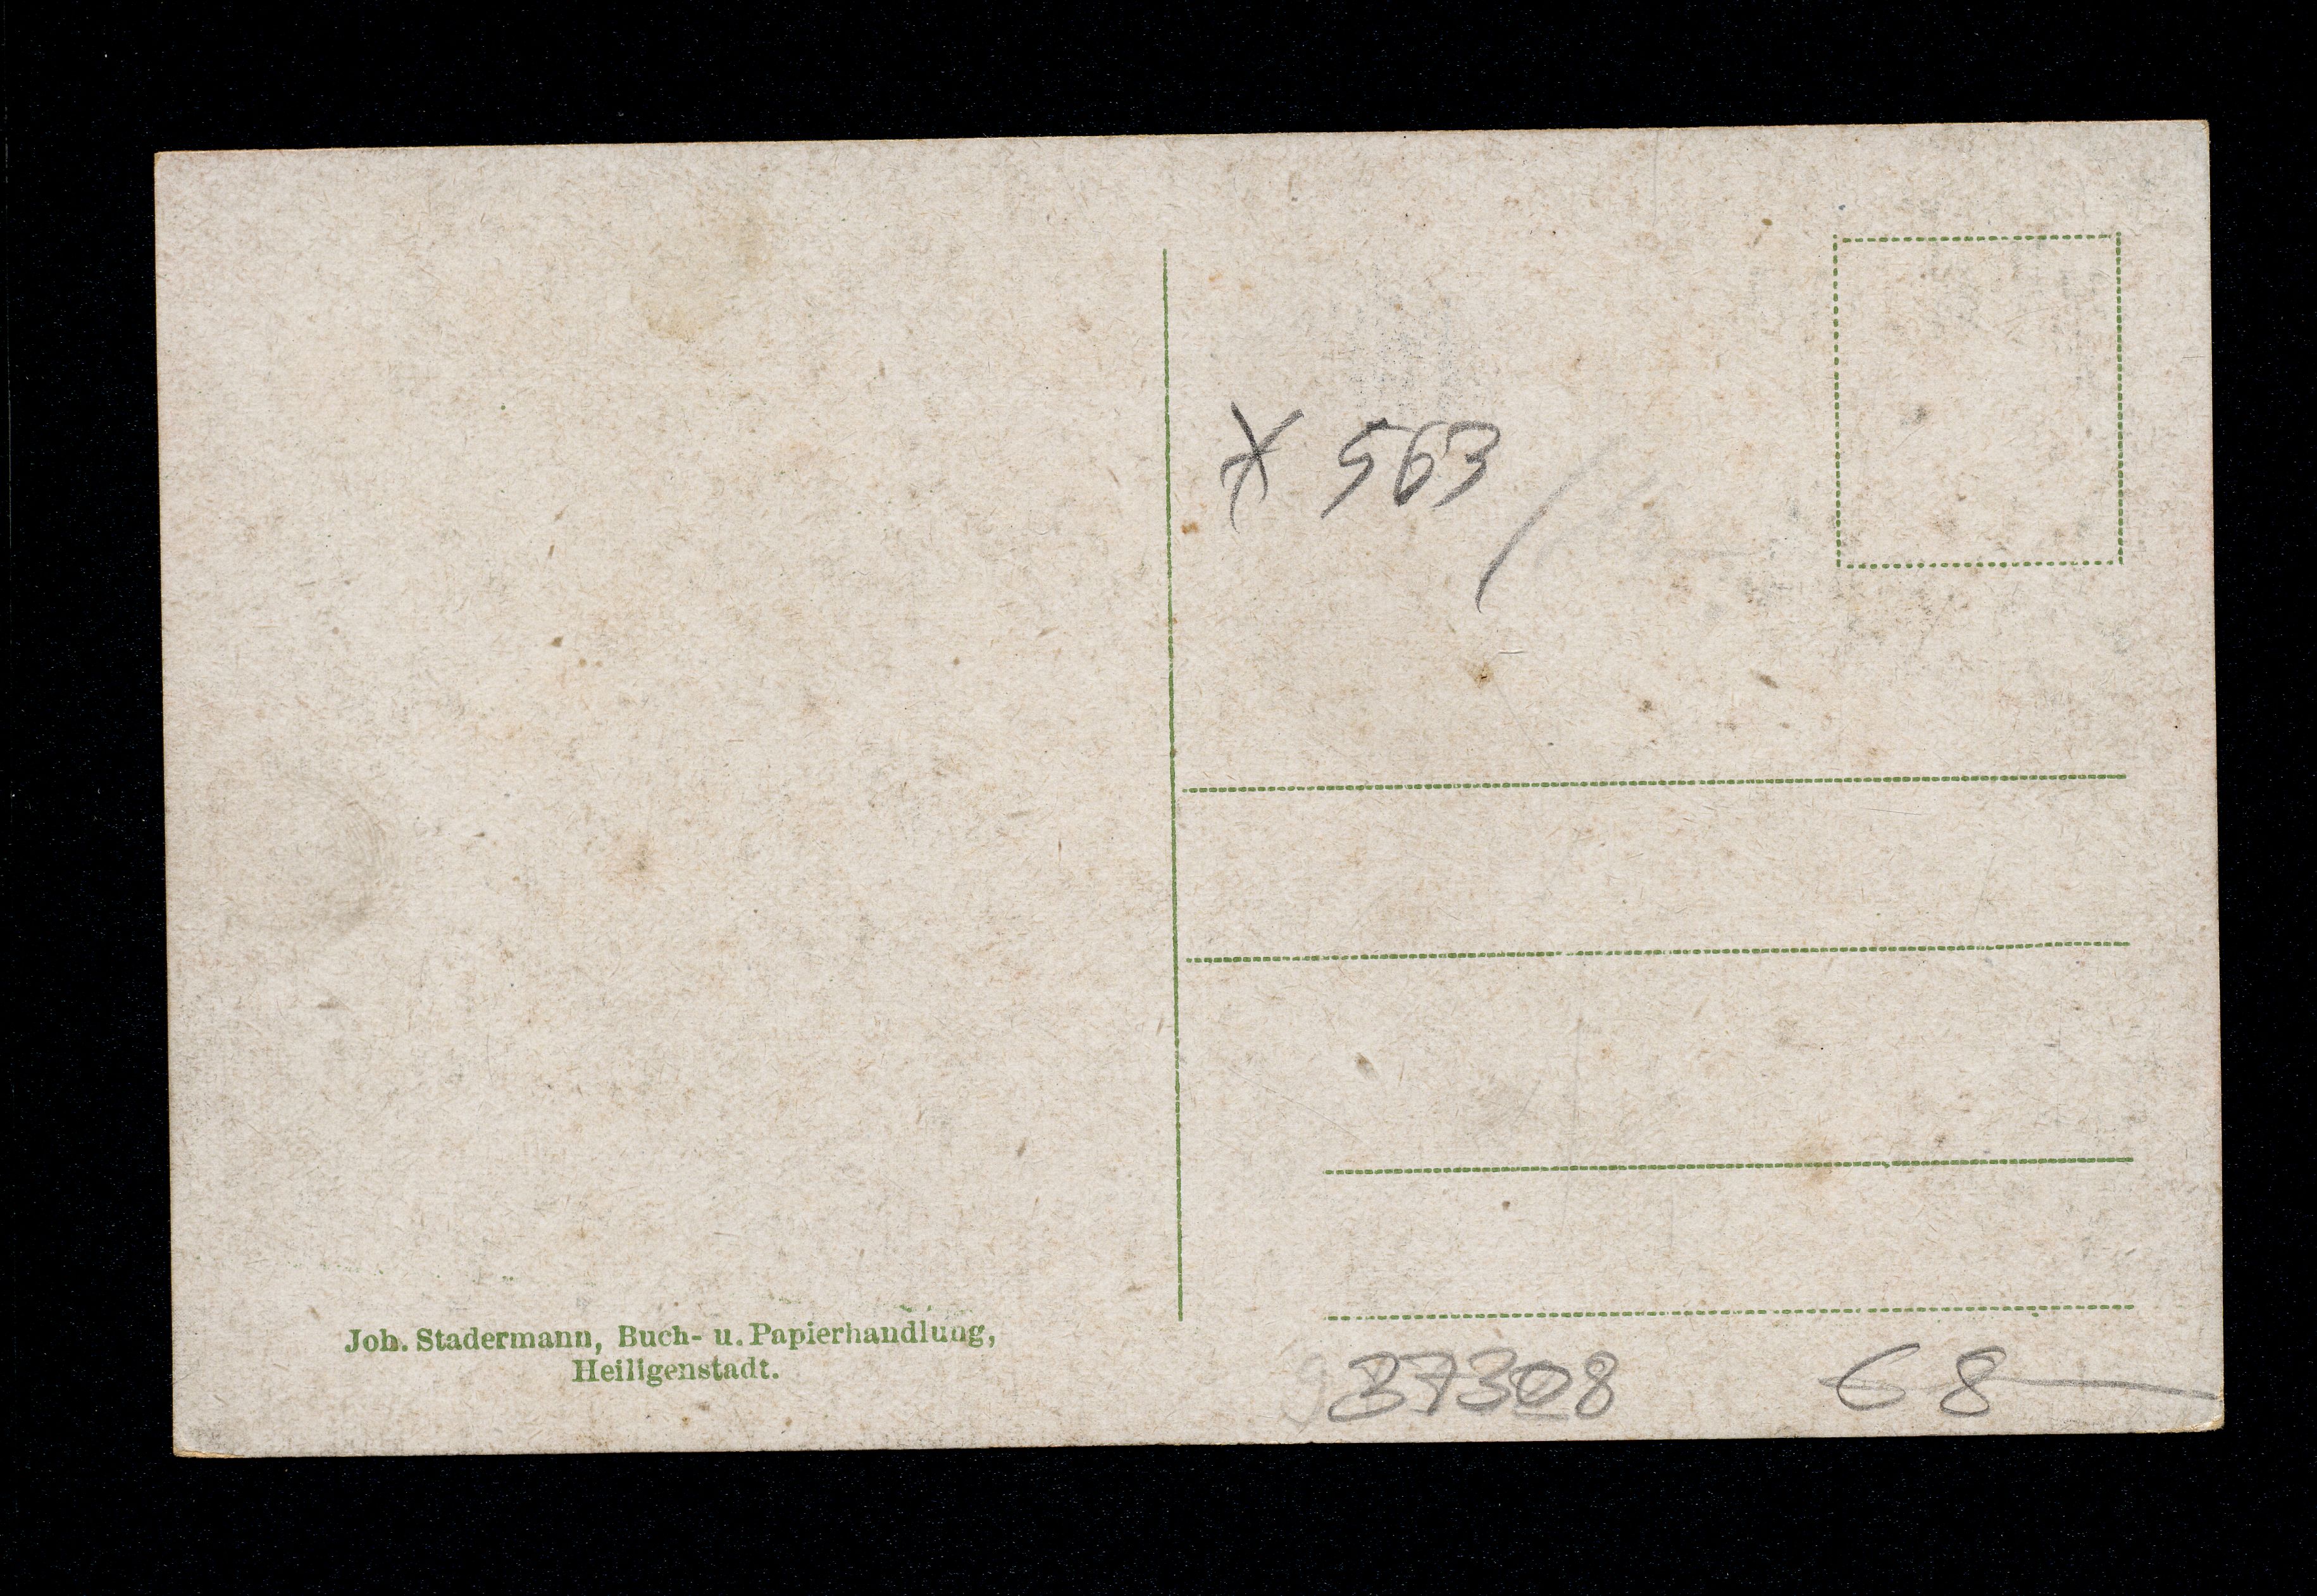 X 563
Joh. Stadermann, Buch- u. Papierhandlung,
Heiligenstadt.
37308 68